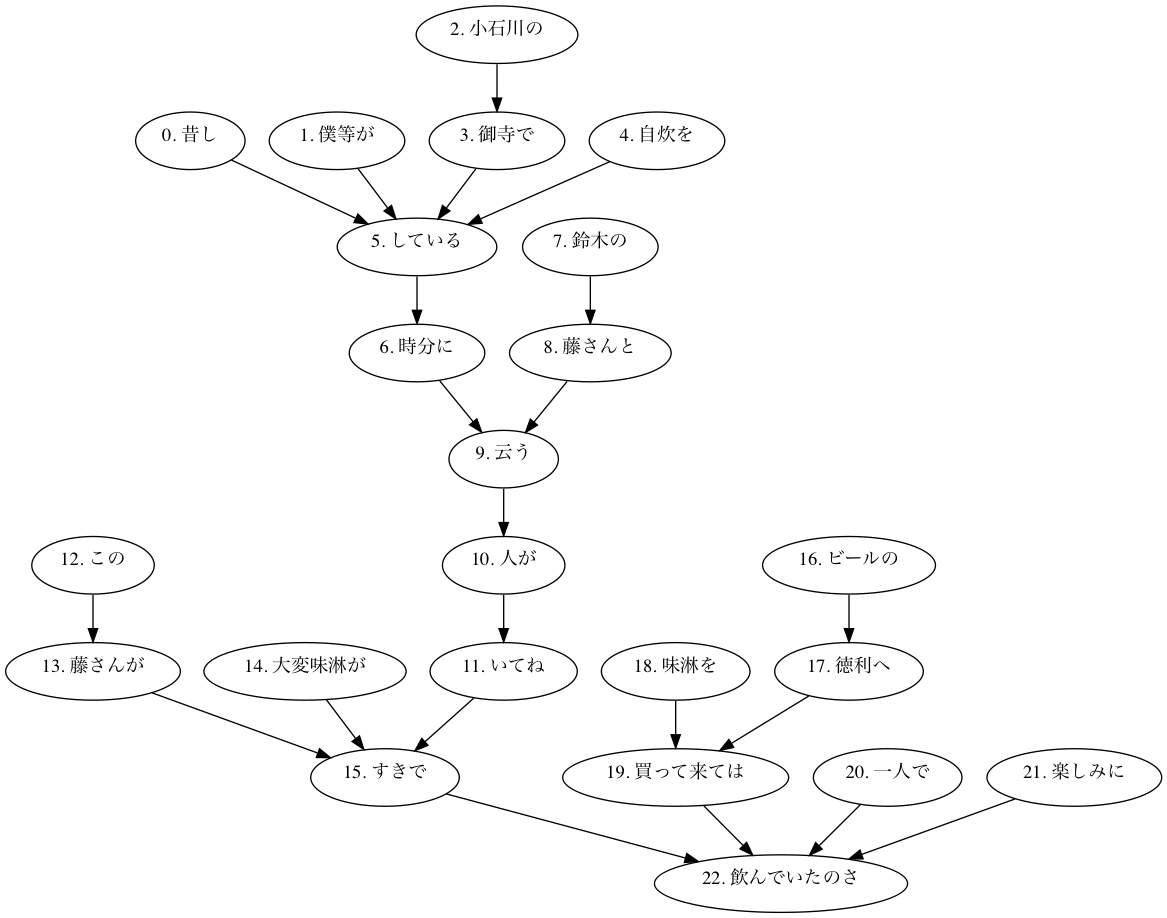 2. 小石川の
0. 昔し
1. 僕等が
3. 御寺で
4. 自炊を
5. している
7. 鈴木の
6. 時分に
8. 藤さんと
9. 云う
12. この
10. 人が
16. ビールの
13. 藤さんが
14. 大変味淋が
11. いてね
18. 味淋を
17. 徳利へ
15. すきで
19. 買って来ては
20. 一人で
21. 楽しみに
22. 飲んでいたのさ